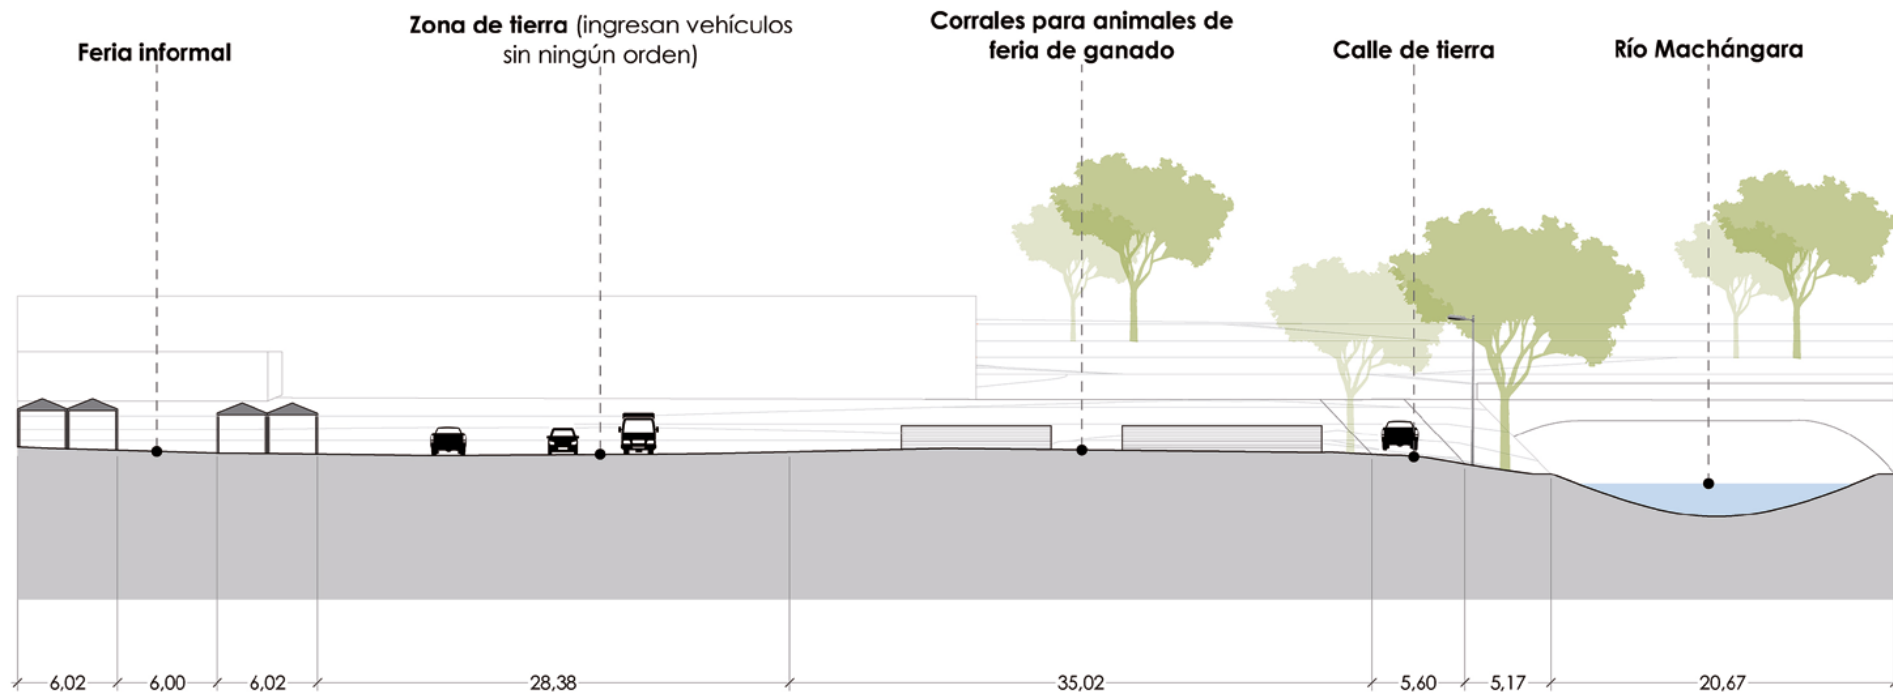 Feria informal
Zona de tierra (ingresan vehículos
sin ningún orden)
Corrales para animales de
feria de ganado
Calle de tierra
Río Machángara
6,02
6,00
6,02
28,38
35,02
5,60
5,17
20,67